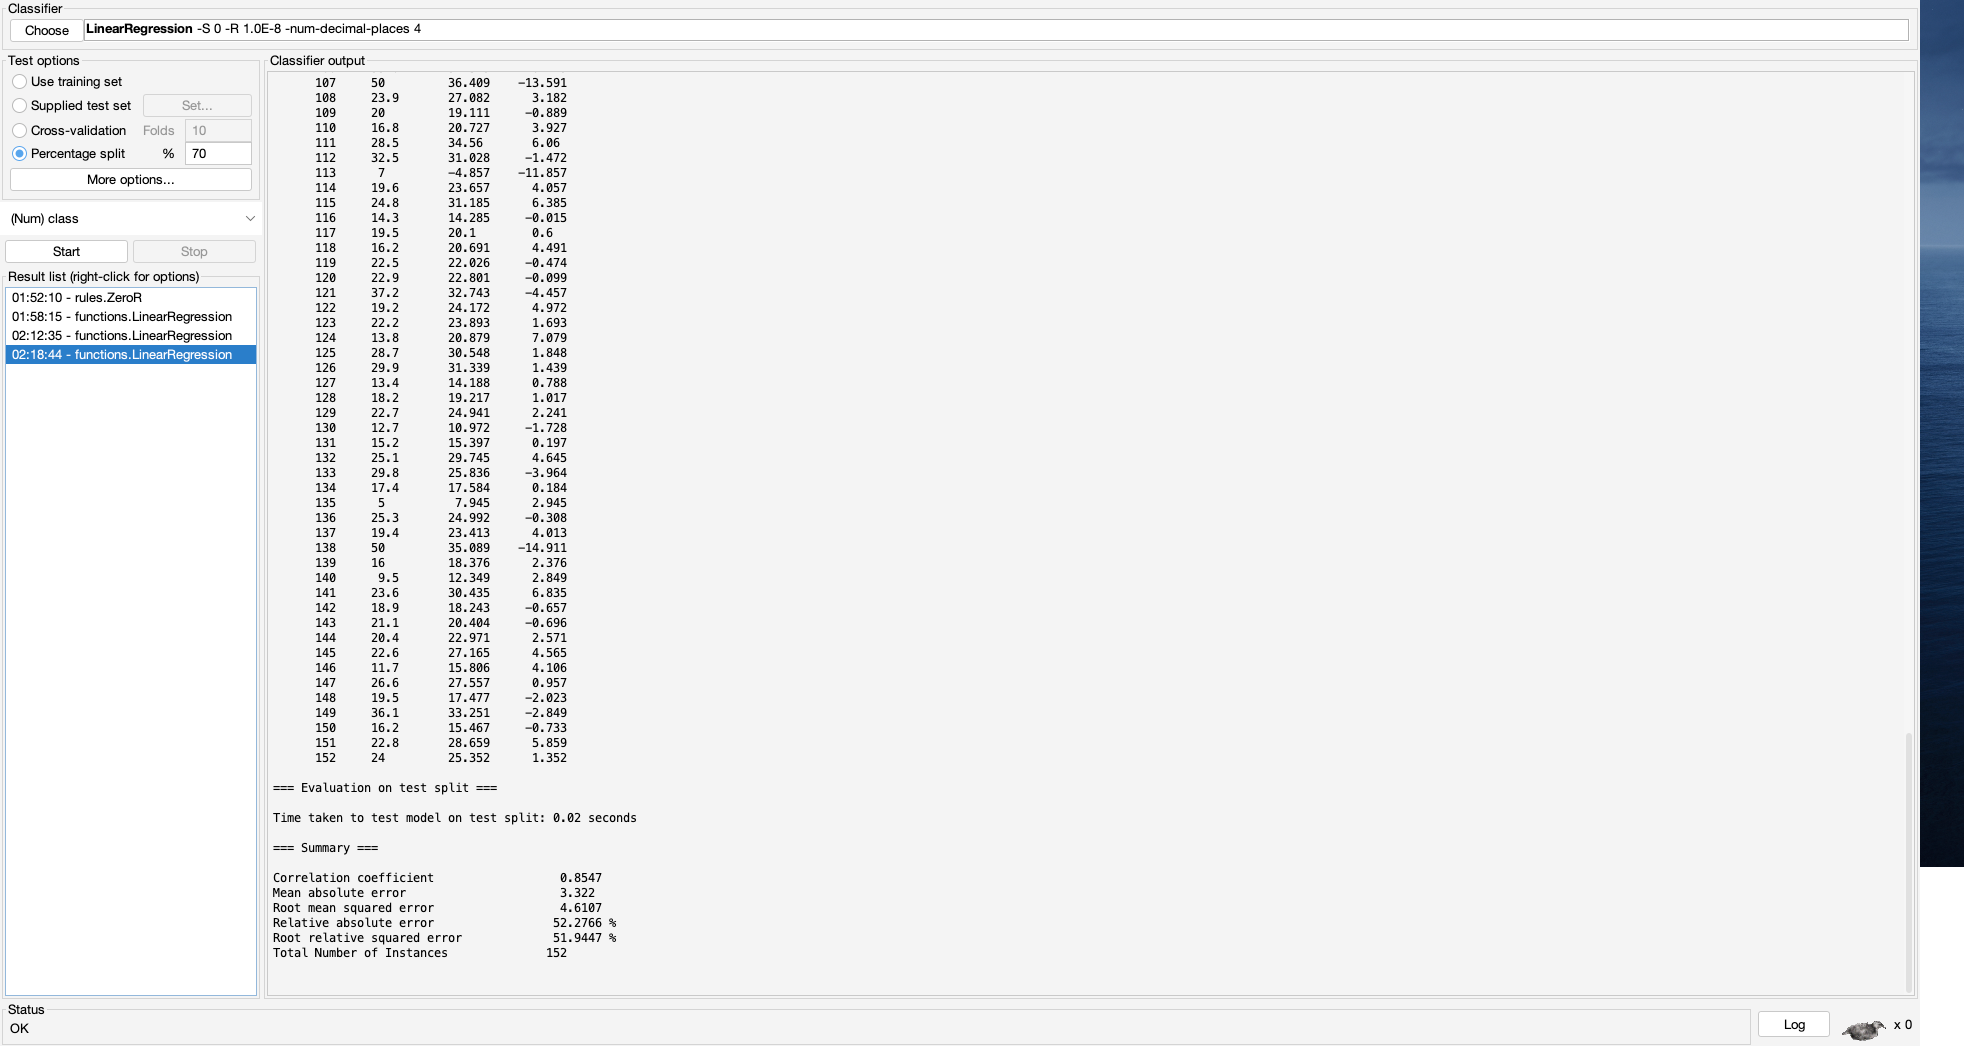 Classifier
Choose LinearRegression -S 0 -R 1.0E-8 -num-decimal-places 4
Test options
Use training set
Supplied test set Set...
Cross-validation Folds 10
Percentage split % 70
More options...
(Num) class
Start Stop
Result list (right-click for options)
01:52:10 - rules.ZeroR
01:58:15 - functions.LinearRegression
02:12:35 - functions.LinearRegression
02:18:44 - functions.LinearRegression
Classifier output
107 50 36.409 -13.591
108 23.9 27.082 3.182
109 20 19.111 -0.889
110 16.8 20.727 3.927
111 28.5 34.56 6.06
112 32.5 31.028 -1.472
113 7 -4.857 -11.857
114 19.6 23.657 4.057
115 24.8 31.185 6.385
116 14.3 14.285 -0.015
117 19.5 20.1 0.6
118 16.2 20.691 4.491
119 22.5 22.026 -0.474
120 22.9 22.801 -0.099
121 37.2 32.743 -4.457
122 19.2 24.172 4.972
123 22.2 23.893 1.693
124 13.8 20.879 7.079
125 28.7 30.548 1.848
126 29.9 31.339 1.439
127 13.4 14.188 0.788
128 18.2 19.217 1.017
129 22.7 24.941 2.241
130 12.7 10.972 -1.728
131 15.2 15.397 0.197
132 25.1 29.745 4.645
133 29.8 25.836 -3.964
134 17.4 17.584 0.184
135 5 7.945 2.945
136 25.3 24.992 -0.308
137 19.4 23.413 4.013
138 50 35.089 -14.911
139 16 18.376 2.376
140 9.5 12.349 2.849
141 23.6 30.435 6.835
142 18.9 18.243 -0.657
143 21.1 20.404 -0.696
144 20.4 22.971 2.571
145 22.6 27.165 4.565
146 11.7 15.806 4.106
147 26.6 27.557 0.957
148 19.5 17.477 -2.023
149 36.1 33.251 -2.849
150 16.2 15.467 -0.733
151 22.8 28.659 5.859
152 24 25.352 1.352
=== Evaluation on test split ===
Time taken to test model on test split: 0.02 seconds
=== Summary ===
Correlation coefficient 0.8547
Mean absolute error 3.322
Root mean squared error 4.6107
Relative absolute error 52.2766 %
Root relative squared error 51.9447 %
Total Number of Instances 152
Status
OK
Log x 0